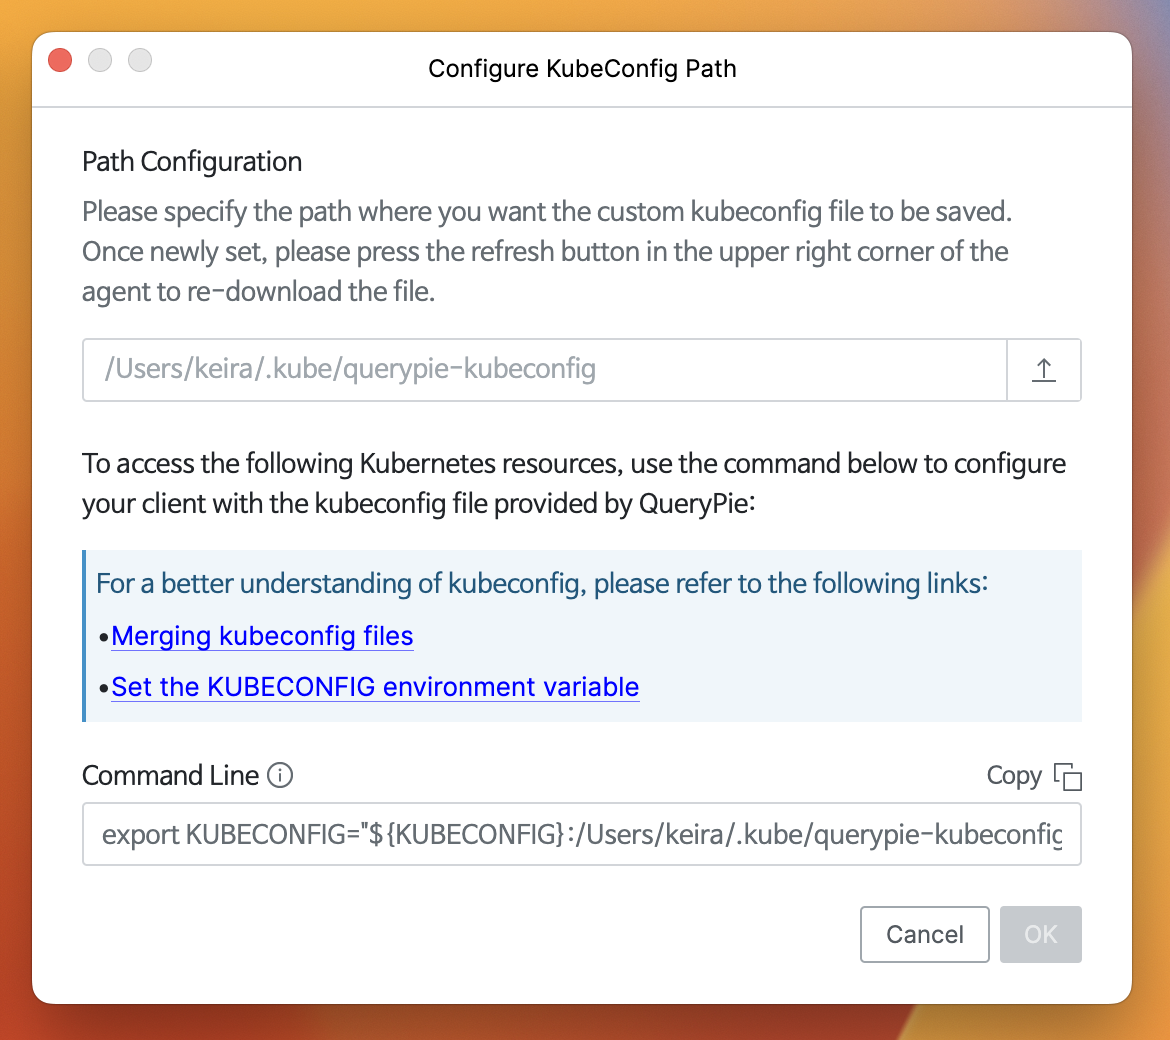 Configure KubeConfig Path
Path Configuration
Please specify the path where you want the custom kubeconfig file to be saved.
Once newly set, please press the refresh button in the upper right corner of the
agent to re-download the file.
/Users/keira/.kube/querypie-kubeconfig
To access the following Kubernetes resources, use the command below to configure
your client with the kubeconfig file provided by QueryPie:
For a better understanding of kubeconfig, please refer to the following links:
•Merging kubeconfig files
•Set the KUBECONFIG environment variable
Command Line
Copy
export KUBECONFIG="${KUBECONFIG}:/Users/keira/.kube/querypie-kubeconfig
Cancel
OK